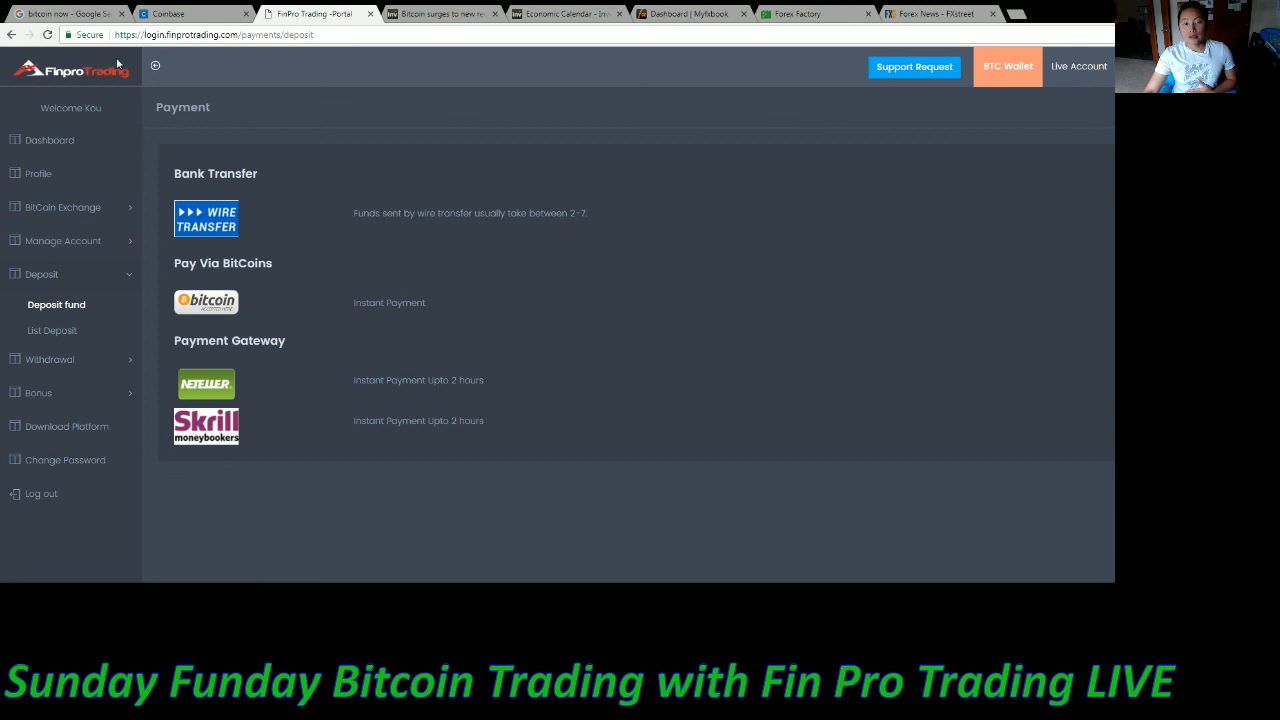 bitcoin now - Google Se
Coinbase
FinPro Trading -Portal
Bitcoin surges to new re
Economic Calendar - Inv
Dashboard | Myfxbook
Forex Factory
Forex News - FXstreet
Secure
https://login.finprotrading.com/payments/deposit
FinproTrading
Support Request
BTC Wallet
Live Account
Welcome Kou
Payment
Dashboard
Profile
BitCoin Exchange
Manage Account
Deposit
Deposit fund
List Deposit
Withdrawal
Bonus
Download Platform
Change Password
Log out
Bank Transfer
WIRE
TRANSFER
Funds sent by wire transfer usually take between 2-7.
Pay Via BitCoins
bitcoin
ACCEPTED HERE
Instant Payment
Payment Gateway
NETELLER
Instant Payment Upto 2 hours
Skrill
moneybookers
Instant Payment Upto 2 hours
Sunday Funday Bitcoin Trading with Fin Pro Trading LIVE